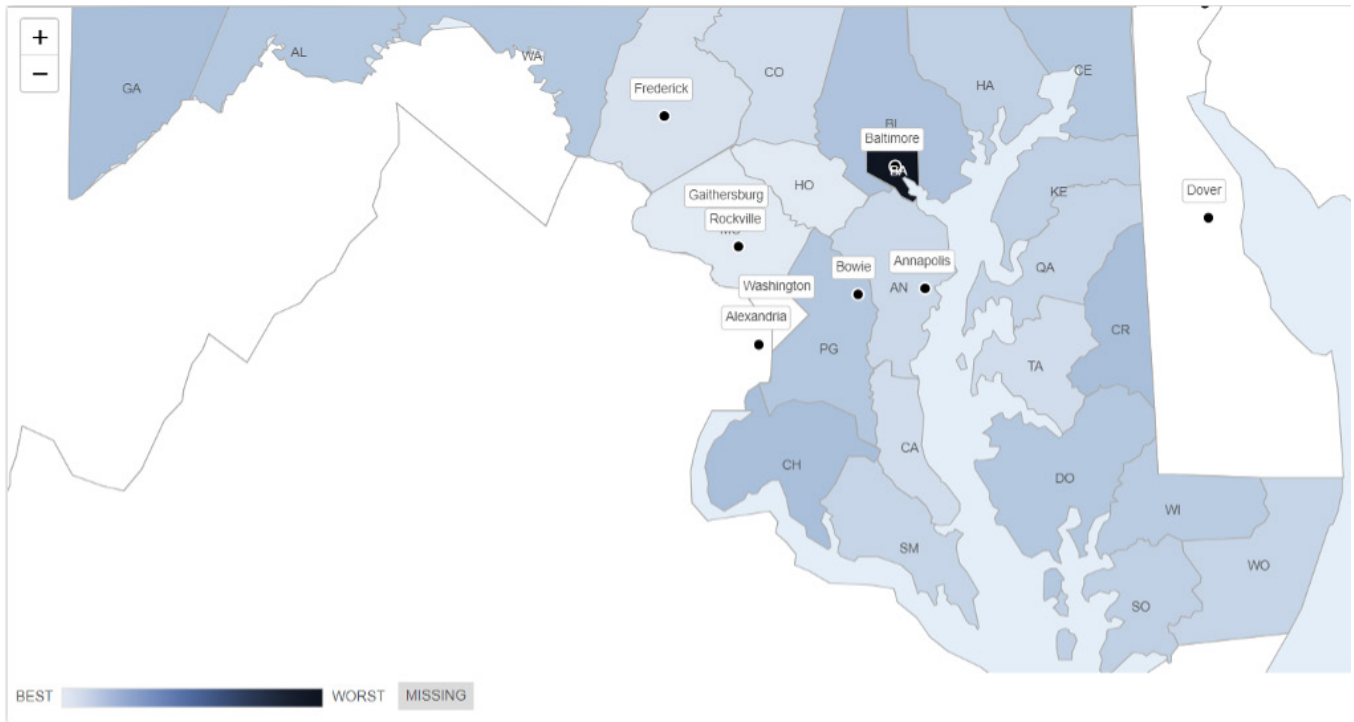 +
−
GA
AL
WA
CO
HA
CE
Frederick
Baltimore
BA
HO
KE
Gaithersburg
Rockville
Dover
Washington
Bowie
Annapolis
AN
QA
Alexandria
PG
TA
CR
CA
CH
DO
WI
SM
WO
SO
BEST
WORST
MISSING